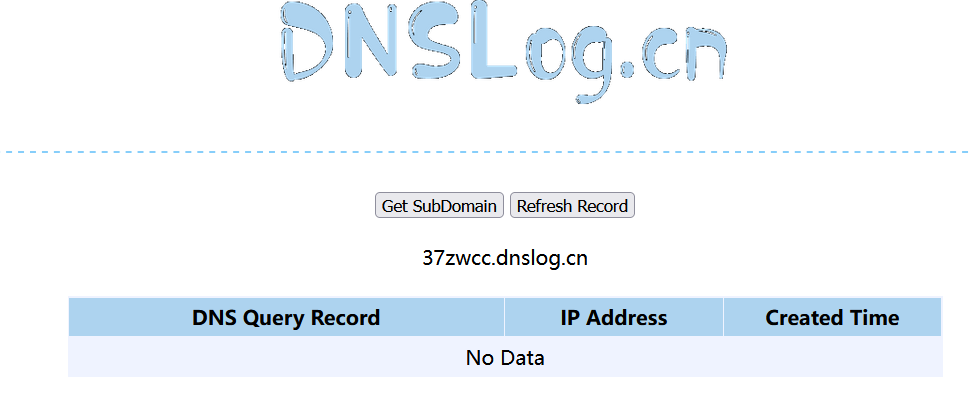 DNSLog.cn
Get SubDomain Refresh Record
37zwcc.dnslog.cn
DNS Query Record IP Address Created Time
No Data